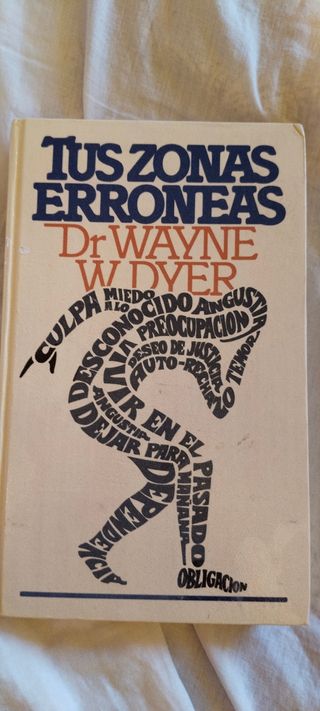 TUS ZONAS
ERRONEAS
Dr WAYNE
W. DYER
CULPA
MIEDO
A LO
DESCONOCIDO
ANGUSTIA
PREOCUPACION
TEMOR
DESEO DE JUSTICIA
AUTO-RECHAZO
VIVIR EN EL PASADO
ANGUSTIA
DEJAR PARA MAÑANA
DEPENDENCIA
OBLIGACION